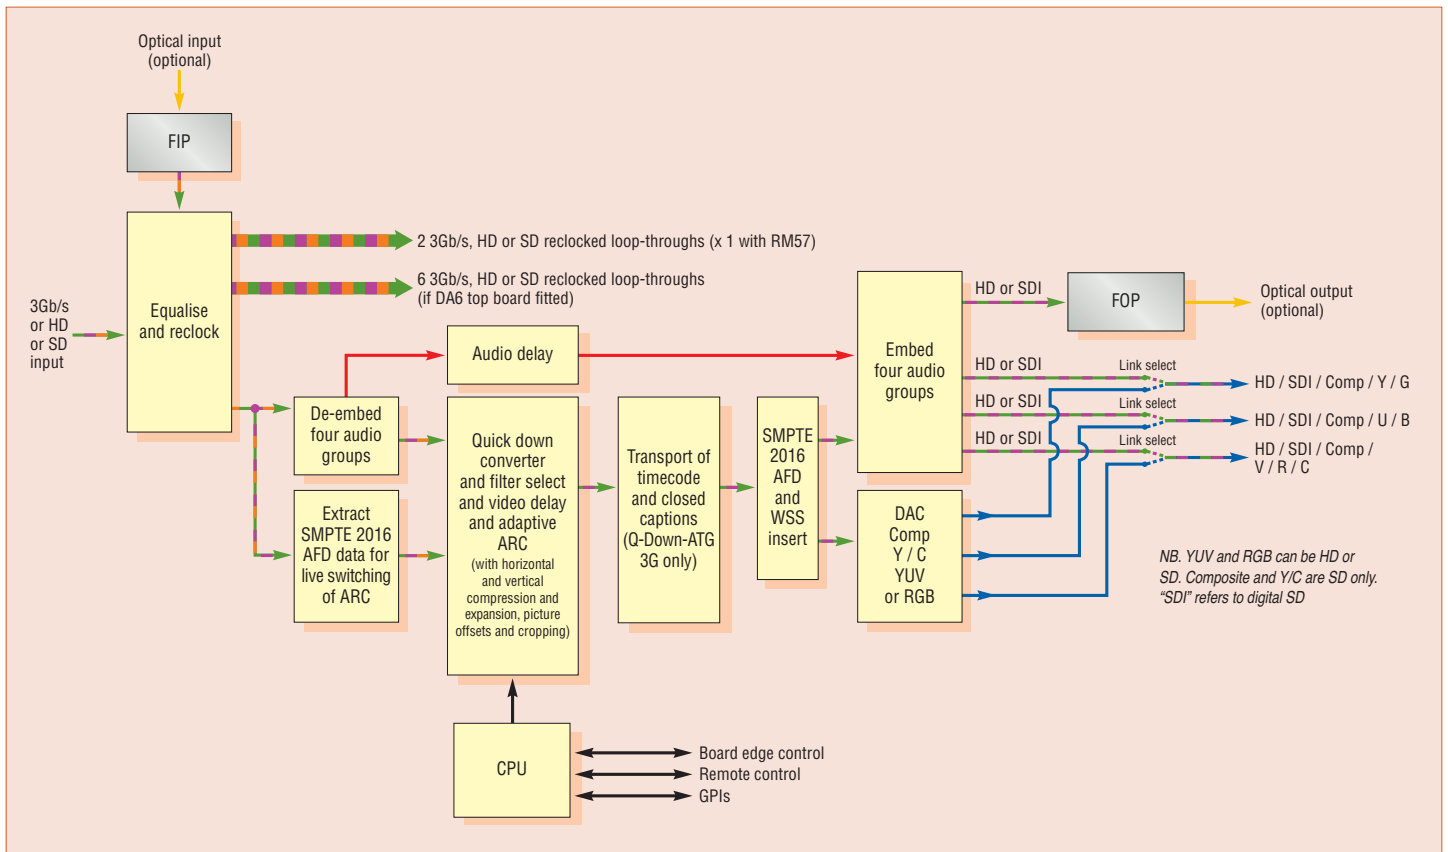 Optical input
(optional)
FIP
3Gb/s
or HD
or SD
input
Equalise
and reclock
2 3Gb/s, HD or SD reclocked loop-throughs (x 1 with RM57)
6 3Gb/s, HD or SD reclocked loop-throughs
(if DA6 top board fitted)
Audio delay
De-embed
four audio
groups
Extract
SMPTE 2016
AFD data for
live switching
of ARC
Quick down
converter
and filter select
and video delay
and adaptive
ARC
(with horizontal
and vertical
compression and
expansion, picture
offsets and cropping)
Transport of
timecode
and closed
captions
(Q-Down-ATG
3G only)
SMPTE
2016
AFD
and
WSS
insert
Embed
four audio
groups
HD or SDI
FOP
Optical output
(optional)
HD or SDI
Link select
HD / SDI / Comp / Y / G
HD or SDI
Link select
HD / SDI / Comp / U / B
HD or SDI
Link select
HD / SDI / Comp /
V / R / C
DAC
Comp
Y / C
YUV
or RGB
NB. YUV and RGB can be HD or
SD. Composite and Y/C are SD only.
“SDI” refers to digital SD
CPU
Board edge control
Remote control
GPIs